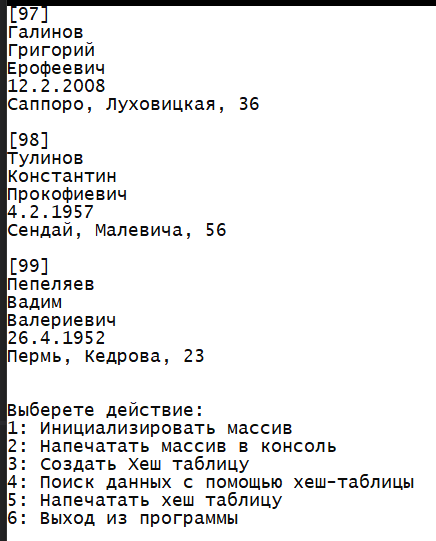 [97]
Галинов
Григорий
Ерофеевич
12.2.2008
Саппоро, Луховицкая, 36
[98]
Тулинов
Константин
Прокофиевич
4.2.1957
Сендай, Малевича, 56
[99]
Пепеляев
Вадим
Валериевич
26.4.1952
Пермь, Кедрова, 23
Выберете действие:
1: Инициализировать массив
2: Напечатать массив в консоль
3: Создать Хеш таблицу
4: Поиск данных с помощью хеш-таблицы
5: Напечатать хеш таблицу
6: Выход из программы